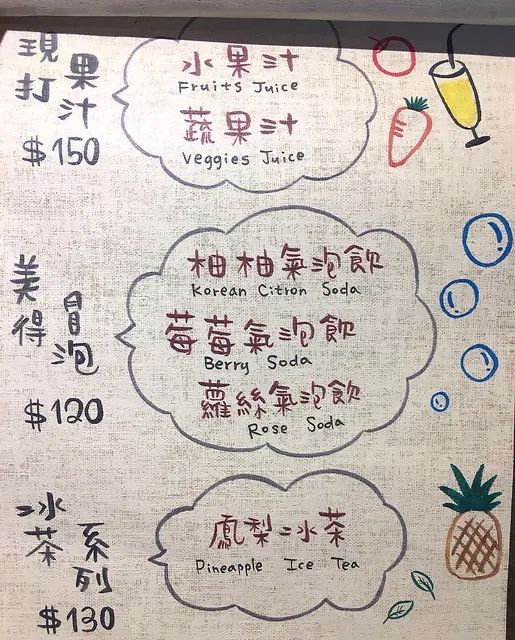 現打
果汁
$150
水果汁
Fruits Juice
蔬果汁
Veggies Juice
美得
冒泡
$120
柚柚氣泡飲
Korean Citron Soda
莓莓氣泡飲
Berry Soda
蘿絲氣泡飲
Rose Soda
冰茶
系列
$130
鳳梨冰茶
Pineapple Ice Tea